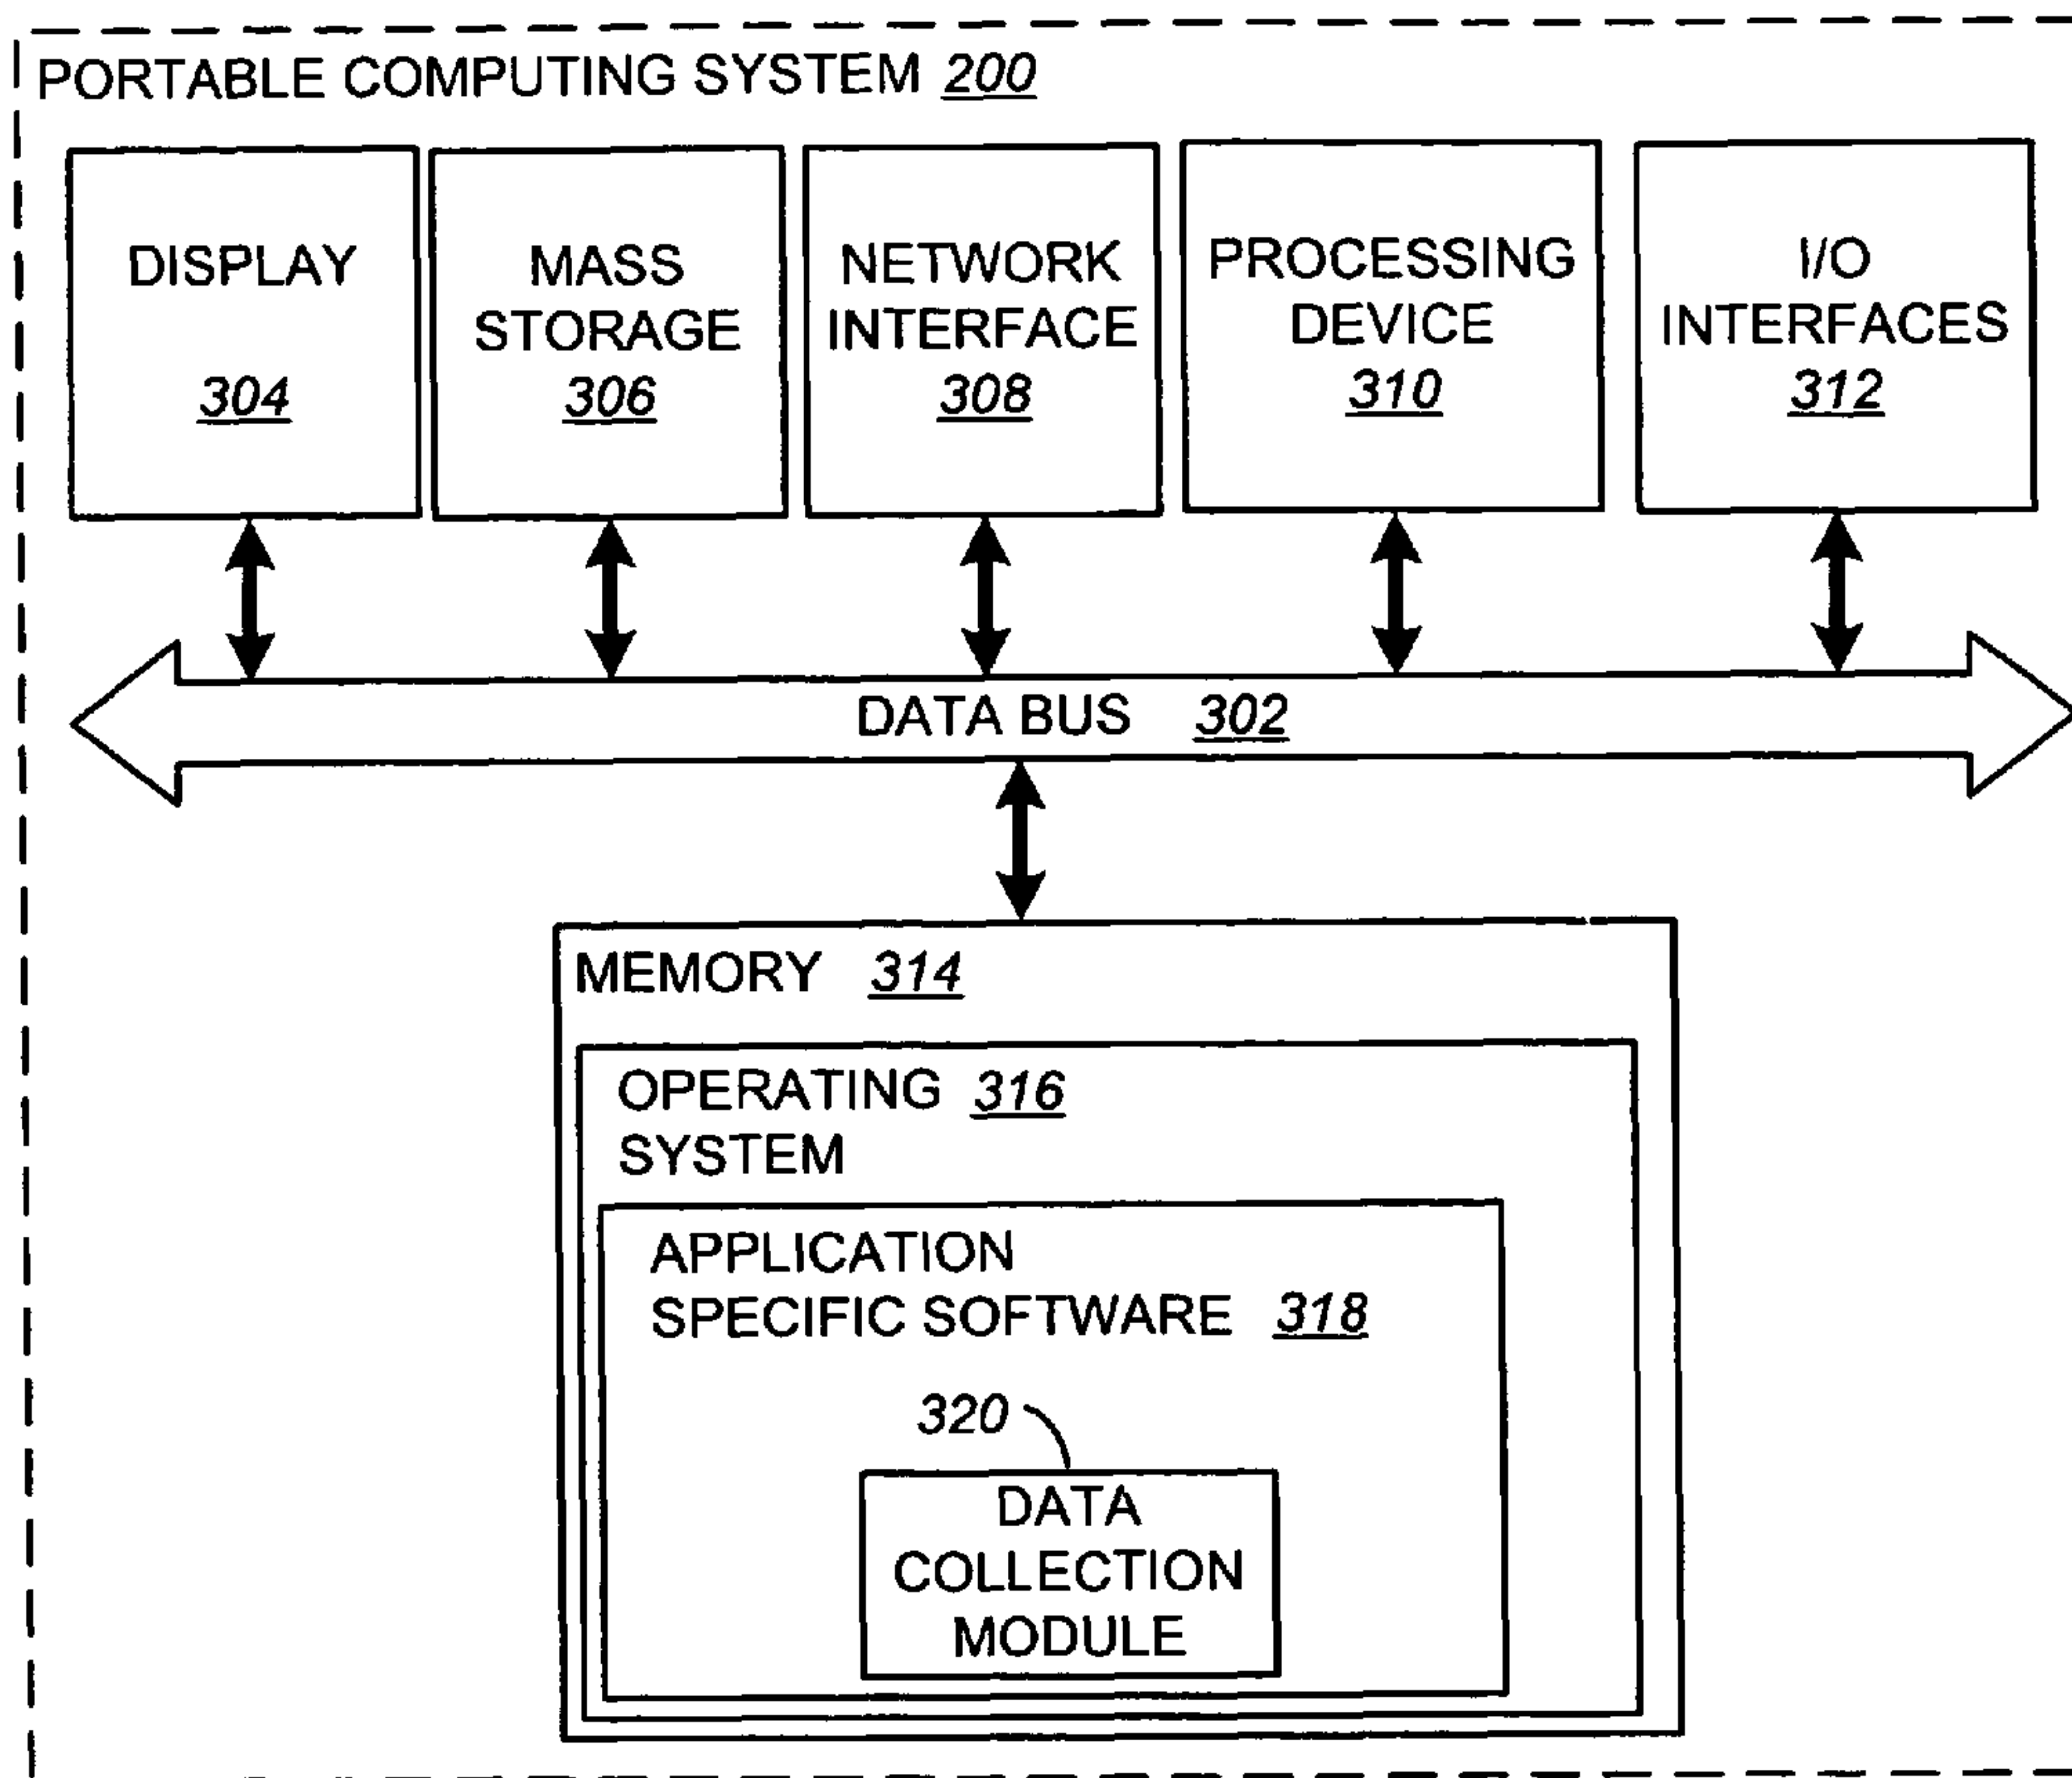 PORTABLE COMPUTING SYSTEM 200
DISPLAY
304
MASS
STORAGE
306
NETWORK
INTERFACE
308
PROCESSING
DEVICE
310
I/O
INTERFACES
312
DATA BUS 302
MEMORY 314
OPERATING 316
SYSTEM
APPLICATION
SPECIFIC SOFTWARE 318
320
DATA
COLLECTION
MODULE